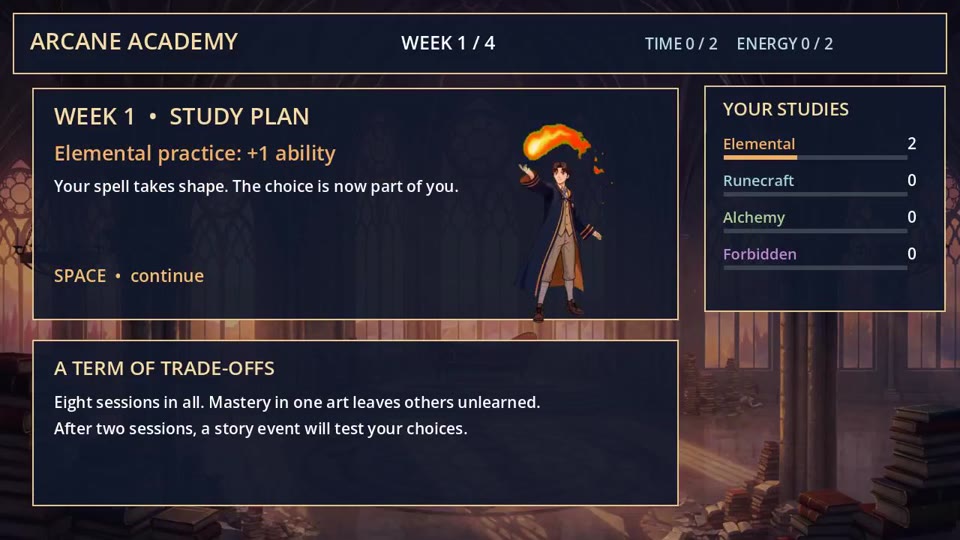 ARCANE ACADEMY
WEEK 1 / 4
TIME 0 / 2 ENERGY 0 / 2
WEEK 1 • STUDY PLAN
Elemental practice: +1 ability
Your spell takes shape. The choice is now part of you.
SPACE • continue
YOUR STUDIES
Elemental 2
Runecraft 0
Alchemy 0
Forbidden 0
A TERM OF TRADE-OFFS
Eight sessions in all. Mastery in one art leaves others unlearned.
After two sessions, a story event will test your choices.